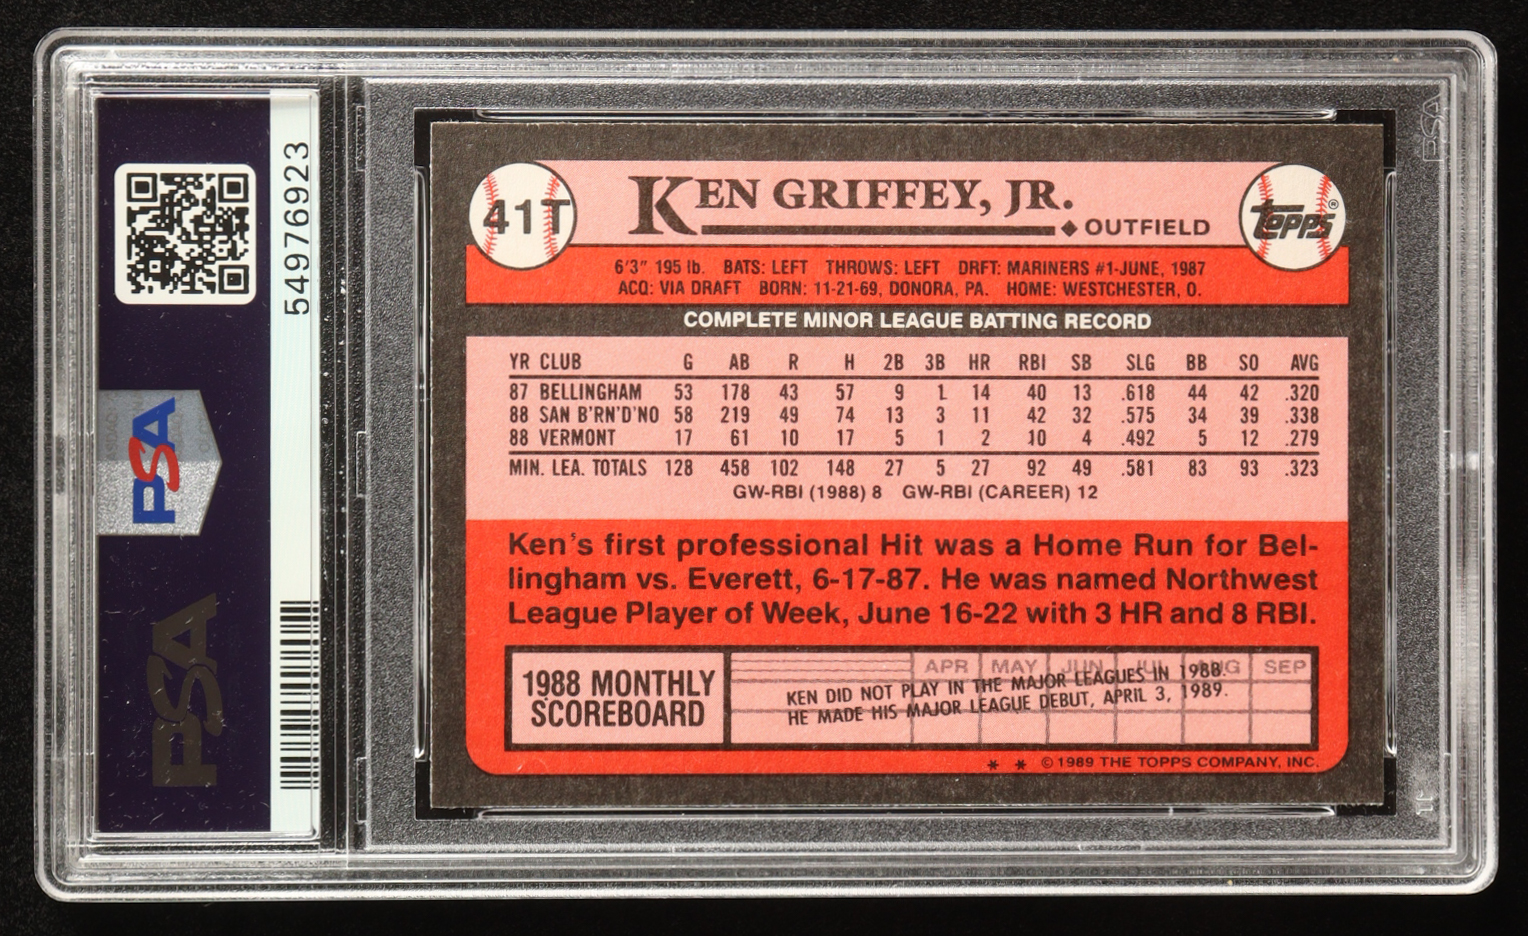 54976923
PSA
PSA
PSA
41T
KEN GRIFFEY, JR.
OUTFIELD
TOPPS®
6'3" 195 lb. BATS: LEFT THROWS: LEFT DRFT: MARINERS #1-JUNE, 1987
ACQ: VIA DRAFT BORN: 11-21-69, DONORA, PA. HOME: WESTCHESTER, O.
COMPLETE MINOR LEAGUE BATTING RECORD
YR CLUB G AB R H 2B 3B HR RBI SB SLG BB SO AVG
87 BELLINGHAM 53 178 43 57 9 1 14 40 13 .618 44 42 .320
88 SAN B'RN'D'NO 58 219 49 74 13 3 11 42 32 .575 34 39 .338
88 VERMONT 17 61 10 17 5 1 2 10 4 .492 5 12 .279
MIN. LEA. TOTALS 128 458 102 148 27 5 27 92 49 .581 83 93 .323
GW-RBI (1988) 8 GW-RBI (CAREER) 12
Ken's first professional Hit was a Home Run for Bel-
lingham vs. Everett, 6-17-87. He was named Northwest
League Player of Week, June 16-22 with 3 HR and 8 RBI.
1988 MONTHLY
SCOREBOARD
APR MAY JUN JUL AUG SEP
KEN DID NOT PLAY IN THE MAJOR LEAGUES IN 1988.
HE MADE HIS MAJOR LEAGUE DEBUT, APRIL 3, 1989.
* * ©1989 THE TOPPS COMPANY, INC.